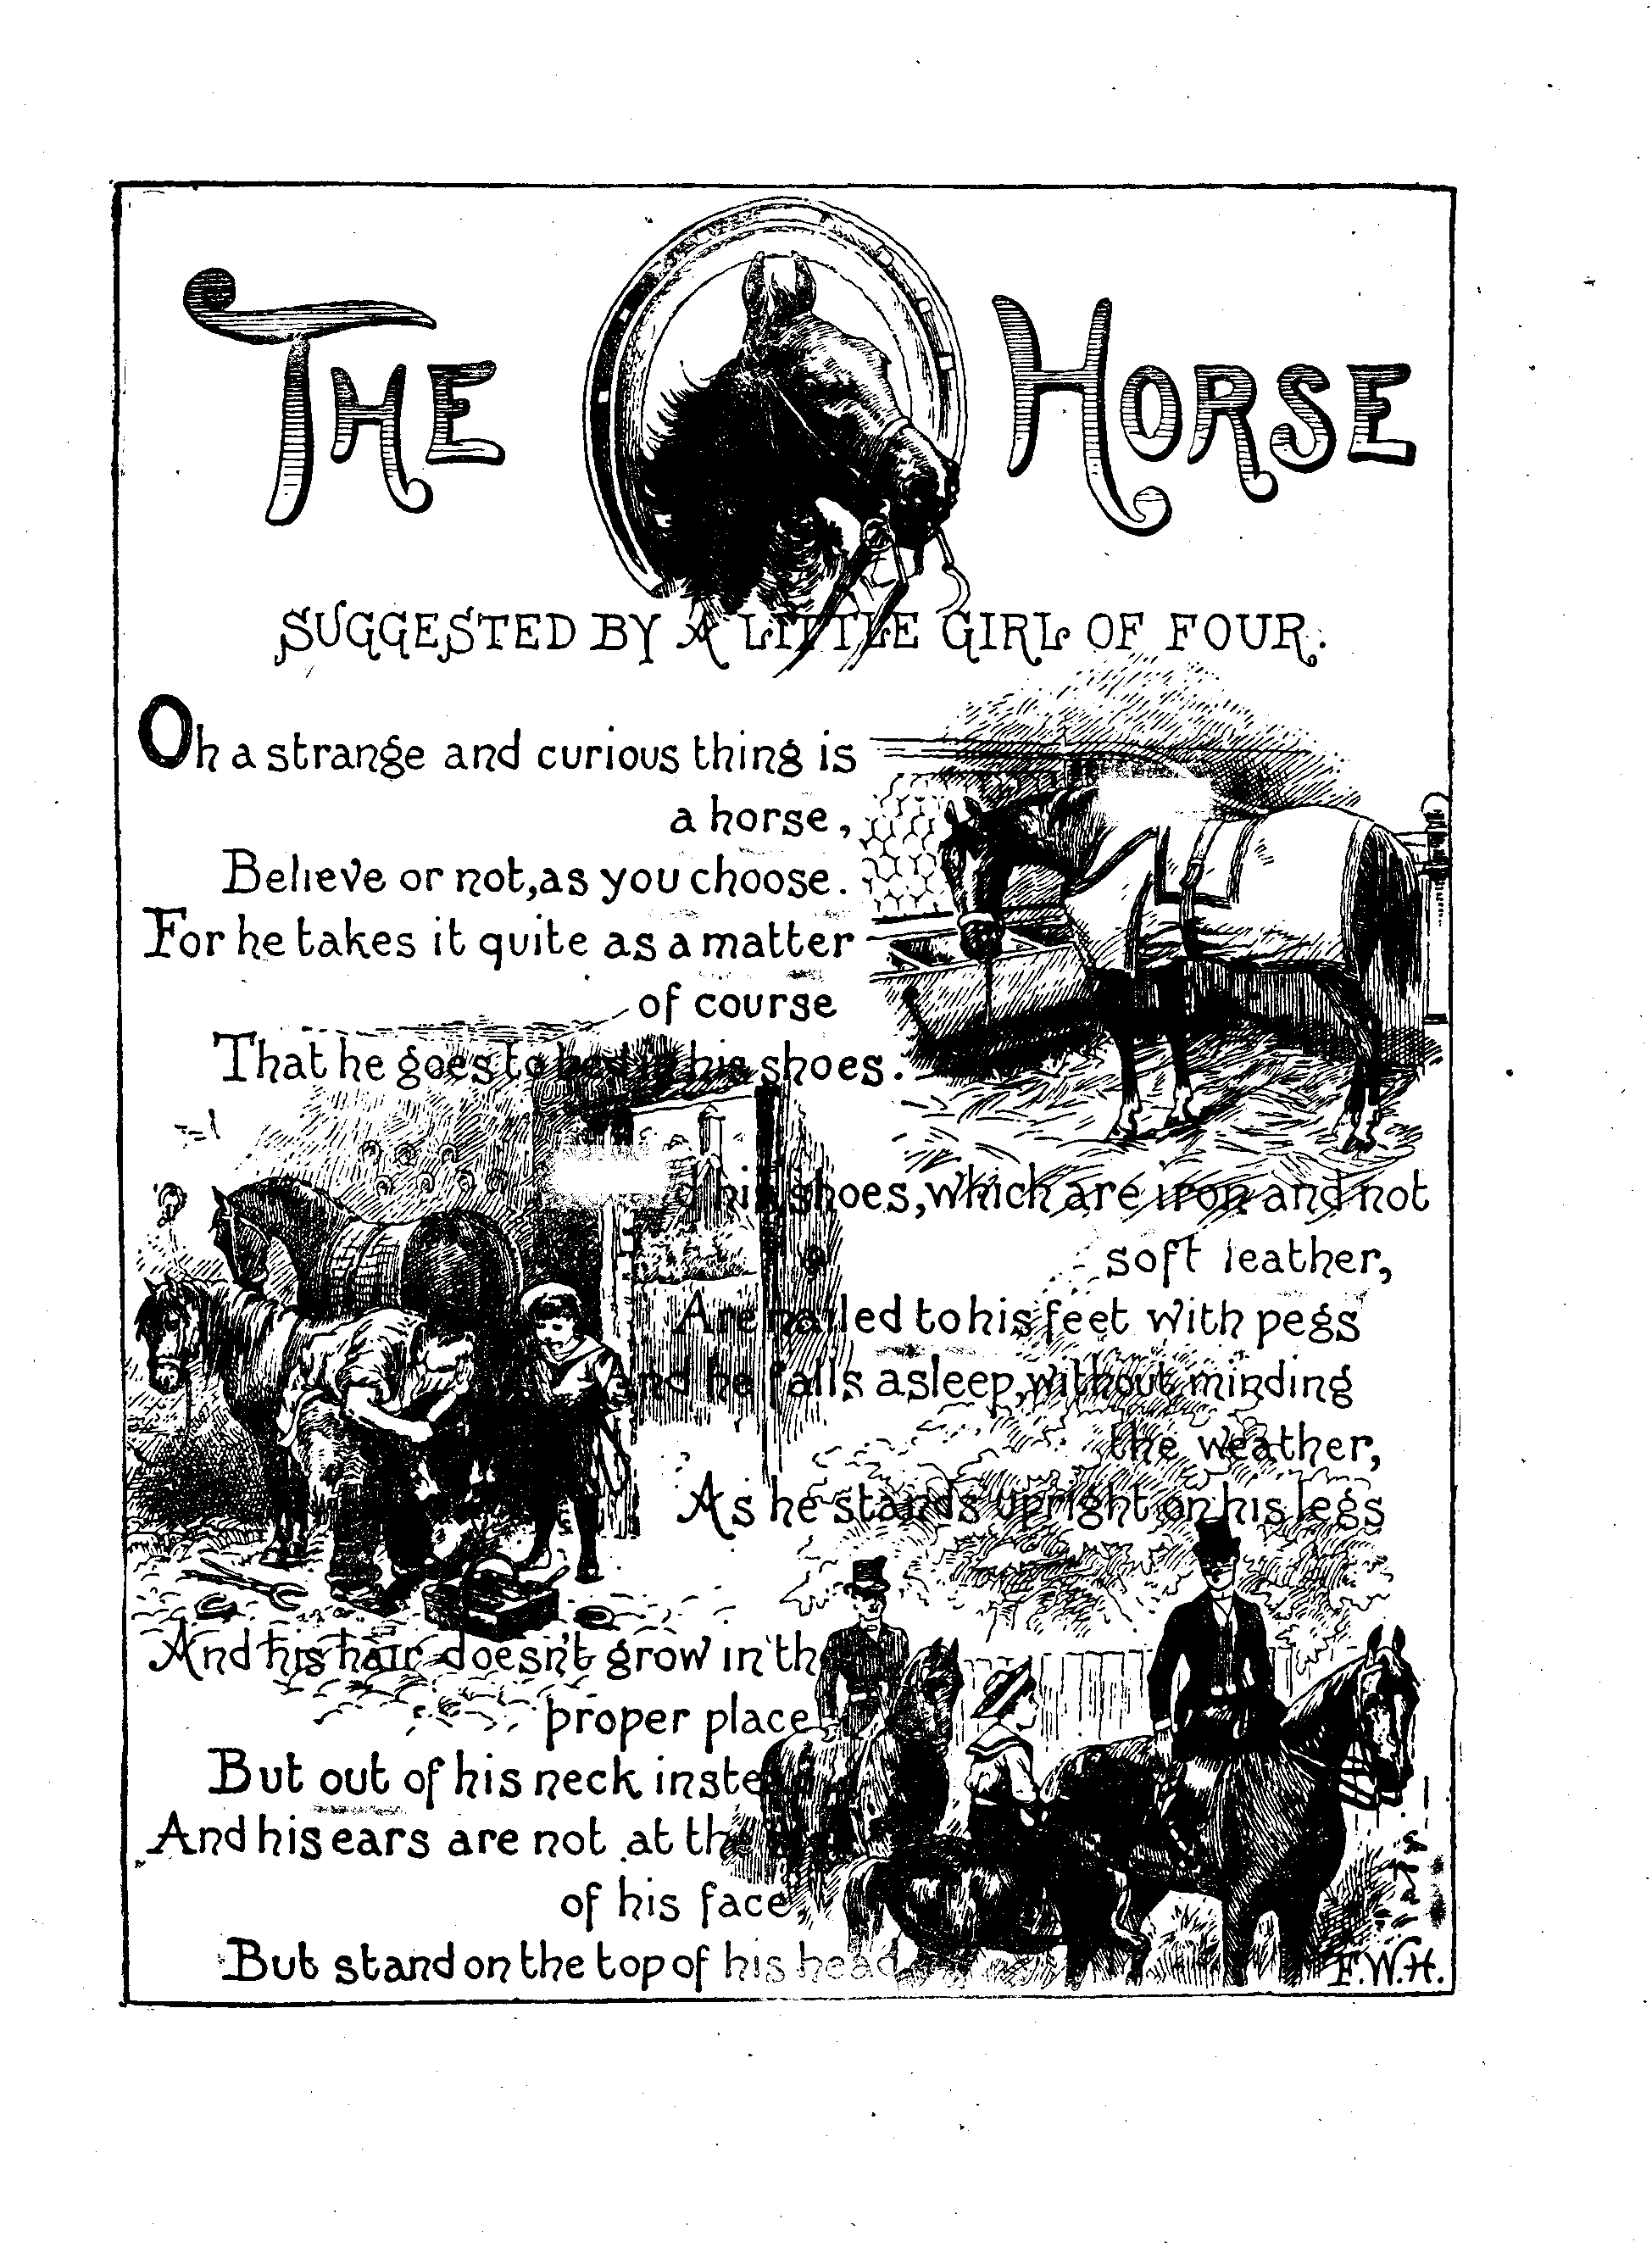 THE HORSE
SUGGESTED BY A LITTLE GIRL OF FOUR.
Oh a strange and curious thing is
a horse,
Believe or not, as you choose.
For he takes it quite as a matter
of course
That he goes to bed in his shoes.
his shoes, which are iron and not
soft leather,
Are nailed to his feet with pegs
And he falls asleep, without minding
the weather,
As he stands upright on his legs
And his hair doesn't grow in th
proper place
But out of his neck inste
And his ears are not at the
of his face,
But stand on the top of his head
F.W.H.